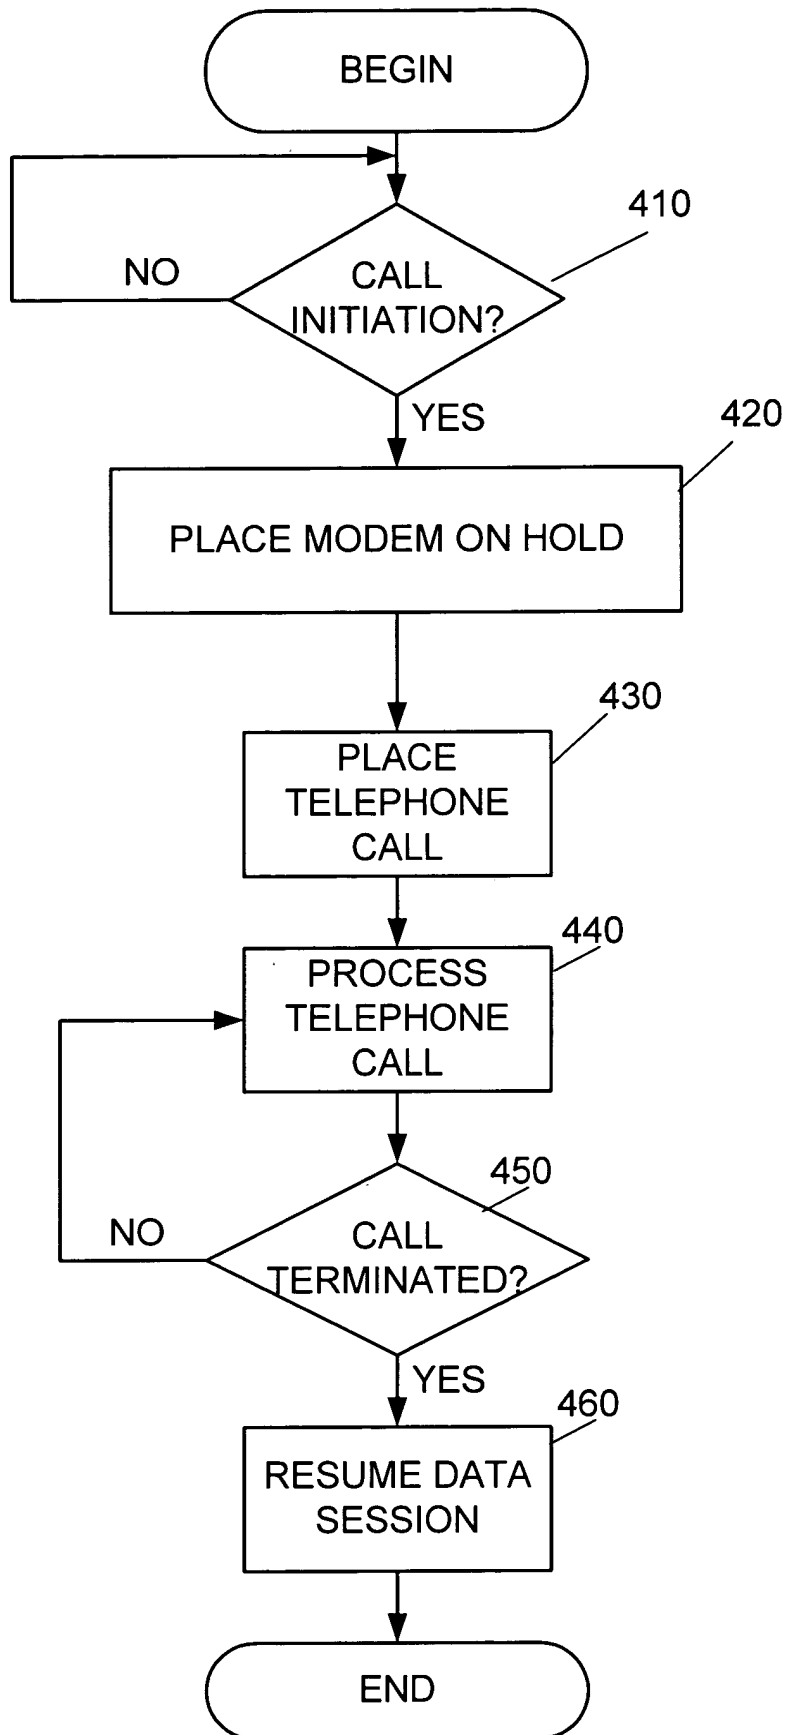 BEGIN
410
NO
CALL
INITIATION?
YES
420
PLACE MODEM ON HOLD
430
PLACE
TELEPHONE
CALL
440
PROCESS
TELEPHONE
CALL
450
NO
CALL
TERMINATED?
YES
460
RESUME DATA
SESSION
END